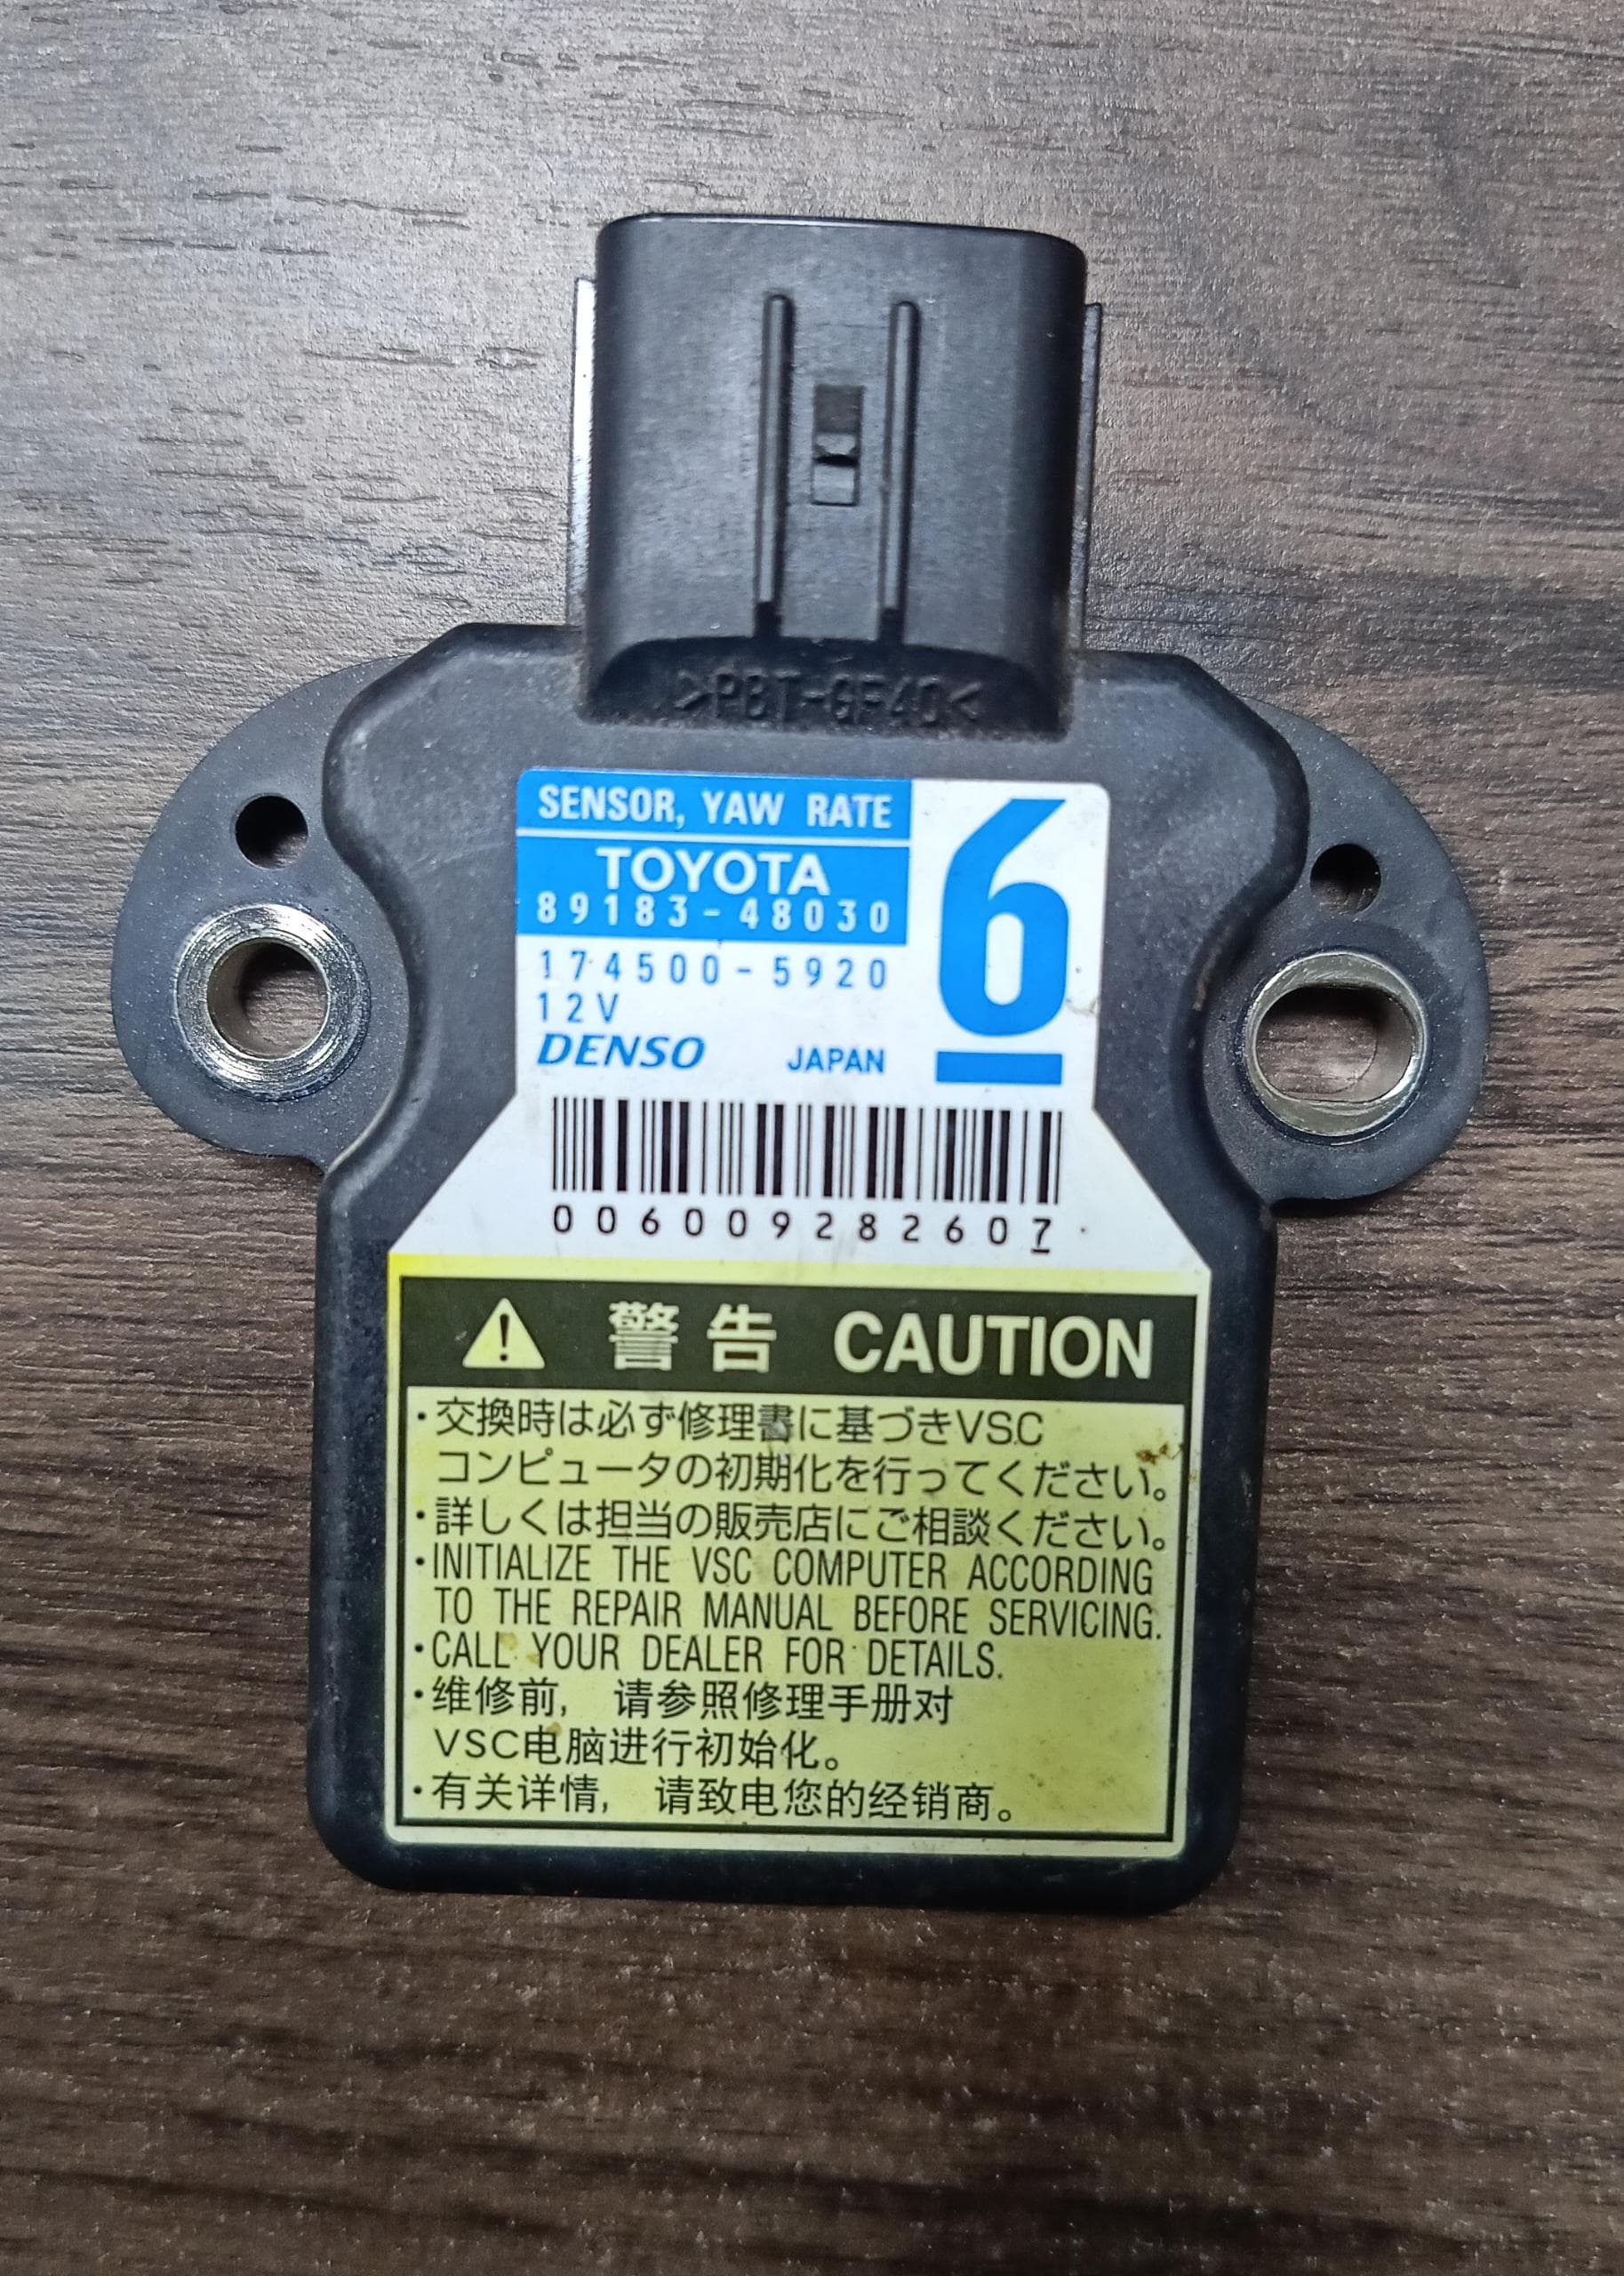 >PBT-GF40<
SENSOR, YAW RATE
6
TOYOTA
89183-48030
174500-5920
12V
DENSO JAPAN
006009282607
警告 CAUTION
・交換時は必ず修理書に基づきVSC
コンピュータの初期化を行ってください。
・詳しくは担当の販売店にご相談ください。
・INITIALIZE THE VSC COMPUTER ACCORDING
TO THE REPAIR MANUAL BEFORE SERVICING.
・CALL YOUR DEALER FOR DETAILS.
・维修前, 请参照修理手册对
VSC电脑进行初始化。
・有关详情, 请致电您的经销商。